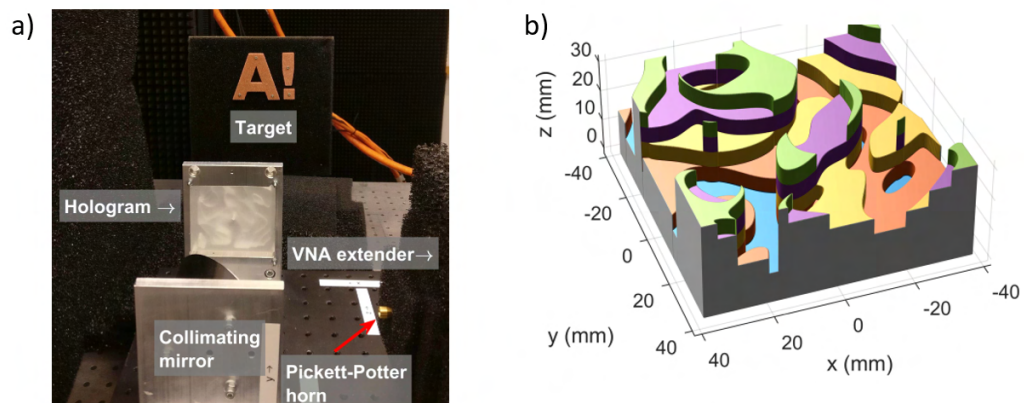 a)
A!
Target
Hologram →
VNA extender→
Collimating
mirror
y→
Pickett-Potter
horn
b)
z (mm)
30
20
10
0
-40
-20
0
20
40
y (mm)
40
20
0
-20
-40
x (mm)